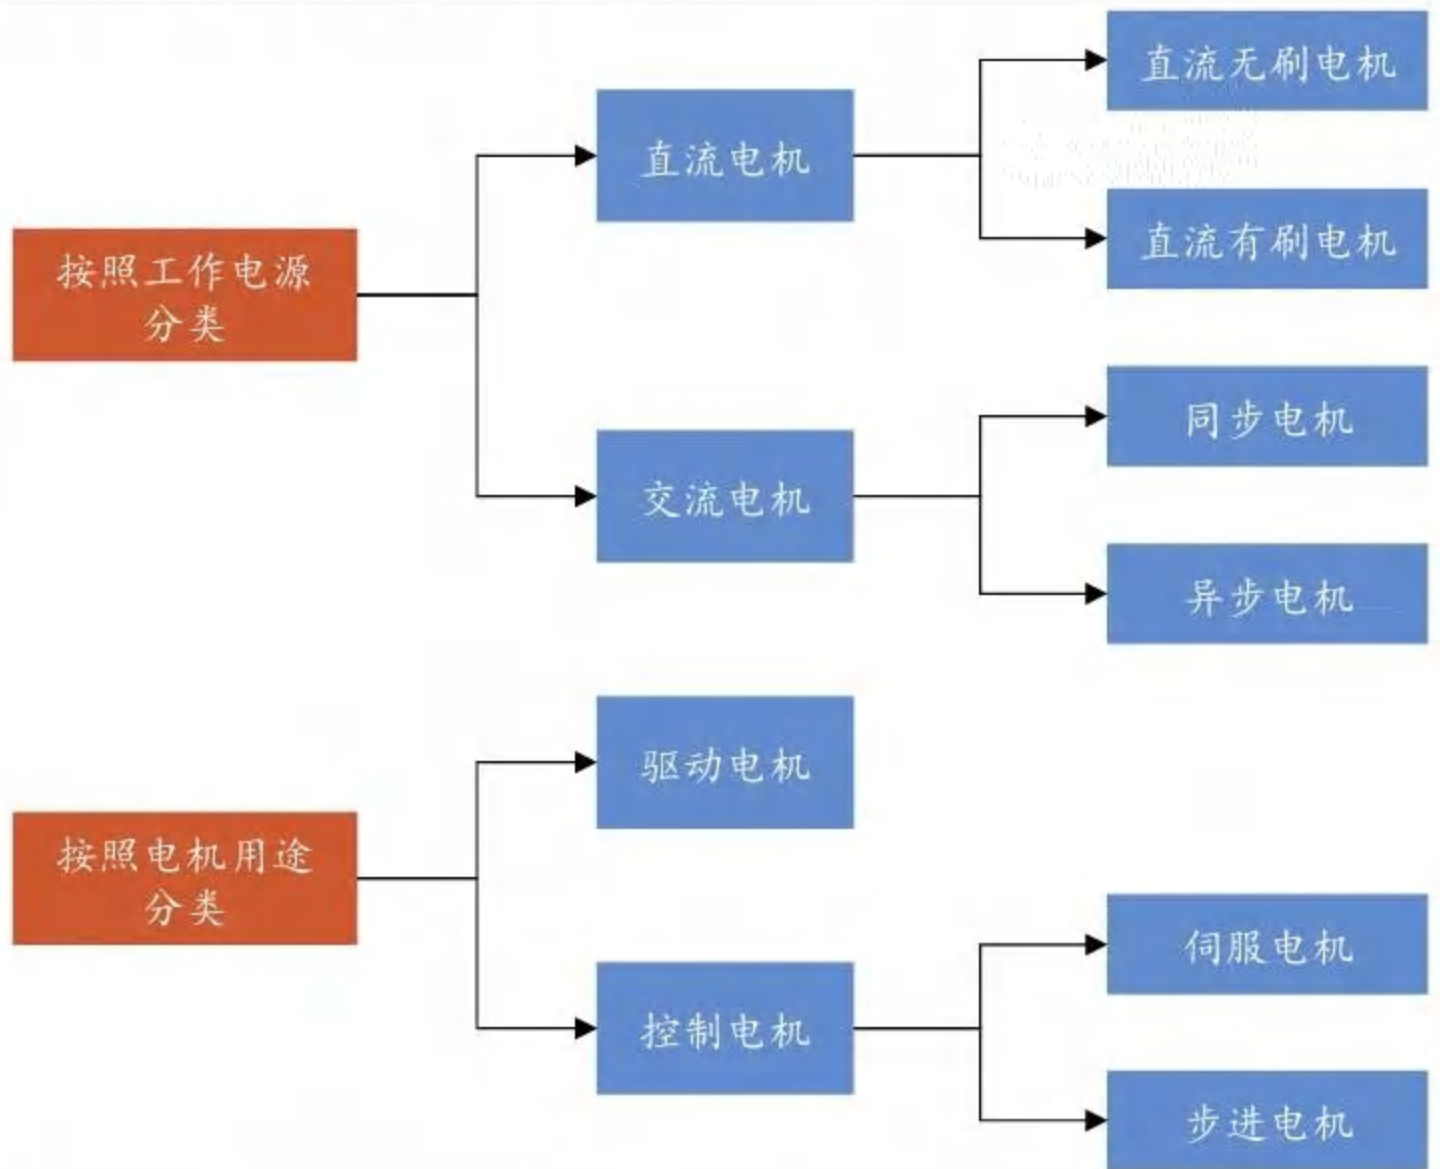 直流无刷电机
直流电机
直流有刷电机
按照工作电源
分类
同步电机
交流电机
异步电机
驱动电机
按照电机用途
分类
伺服电机
控制电机
步进电机